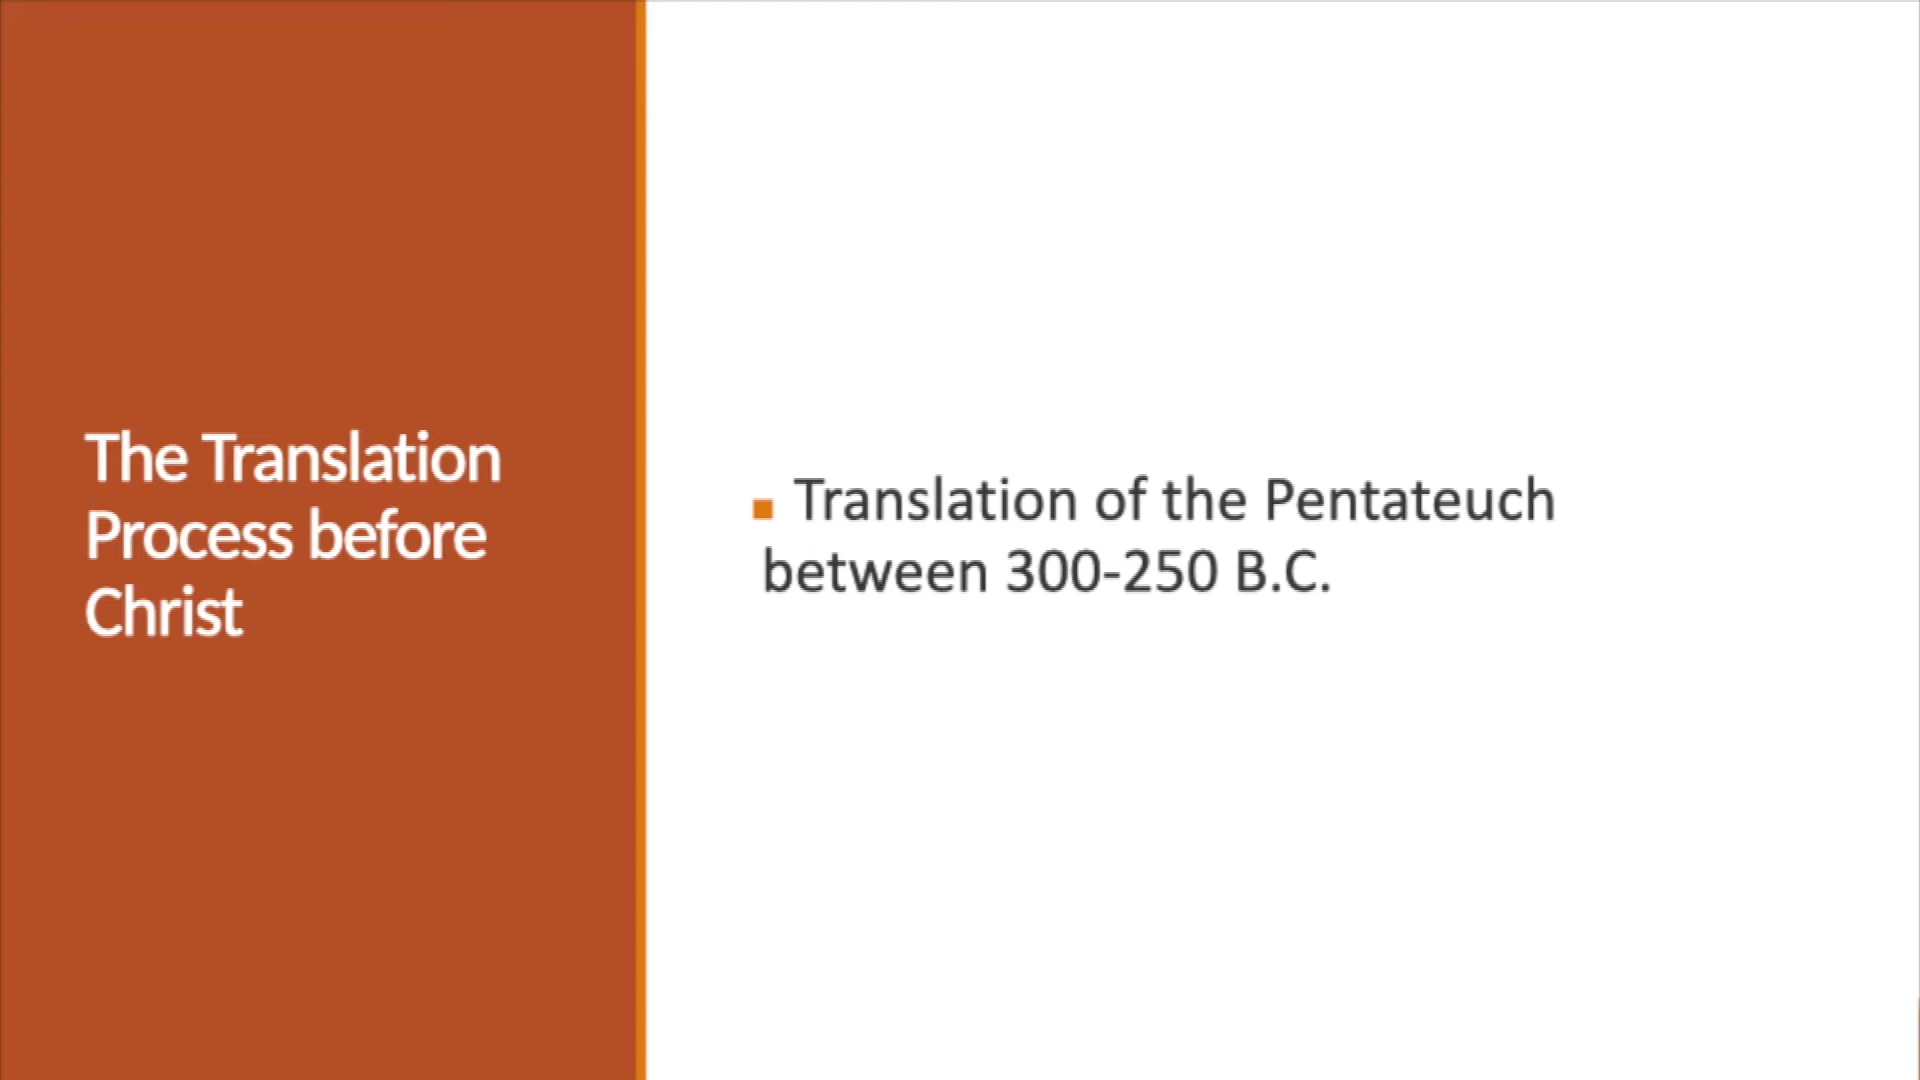 The Translation
Process before
Christ
Translation of the Pentateuch
between 300-250 B.C.